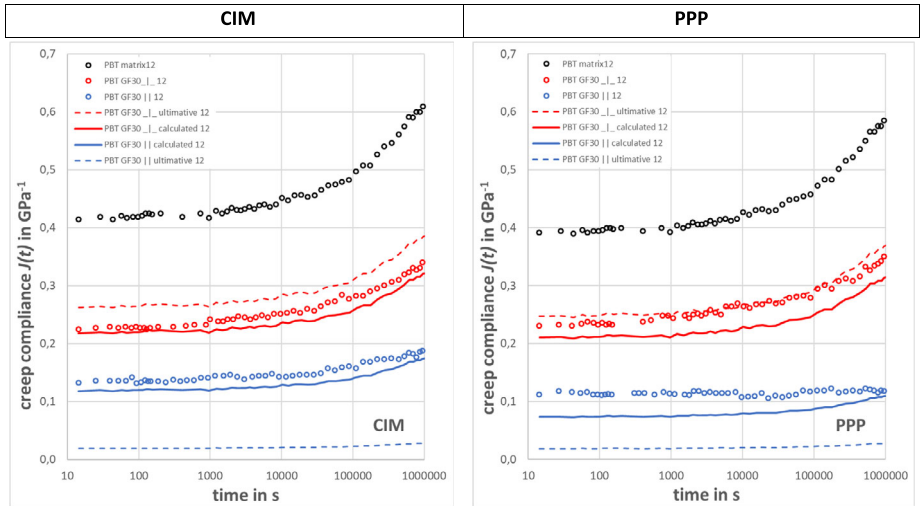 CIM
PPP
0,7
0,6
0,5
0,4
0,3
0,2
0,1
0,0
creep compliance J(t) in GPa⁻¹
PBT matrix12
PBT GF30 _|_ 12
PBT GF30 || 12
PBT GF30 _|_ ultimative 12
PBT GF30 _|_ calculated 12
PBT GF30 || calculated 12
PBT GF30 || ultimative 12
CIM
10 100 1000 10000 100000 1000000
time in s
0,7
0,6
0,5
0,4
0,3
0,2
0,1
0,0
creep compliance J(t) in GPa⁻¹
PBT matrix12
PBT GF30 _|_ 12
PBT GF30 || 12
PBT GF30 _|_ ultimative 12
PBT GF30 _|_ calculated 12
PBT GF30 || calculated 12
PBT GF30 || ultimative 12
PPP
10 100 1000 10000 100000 1000000
time in s